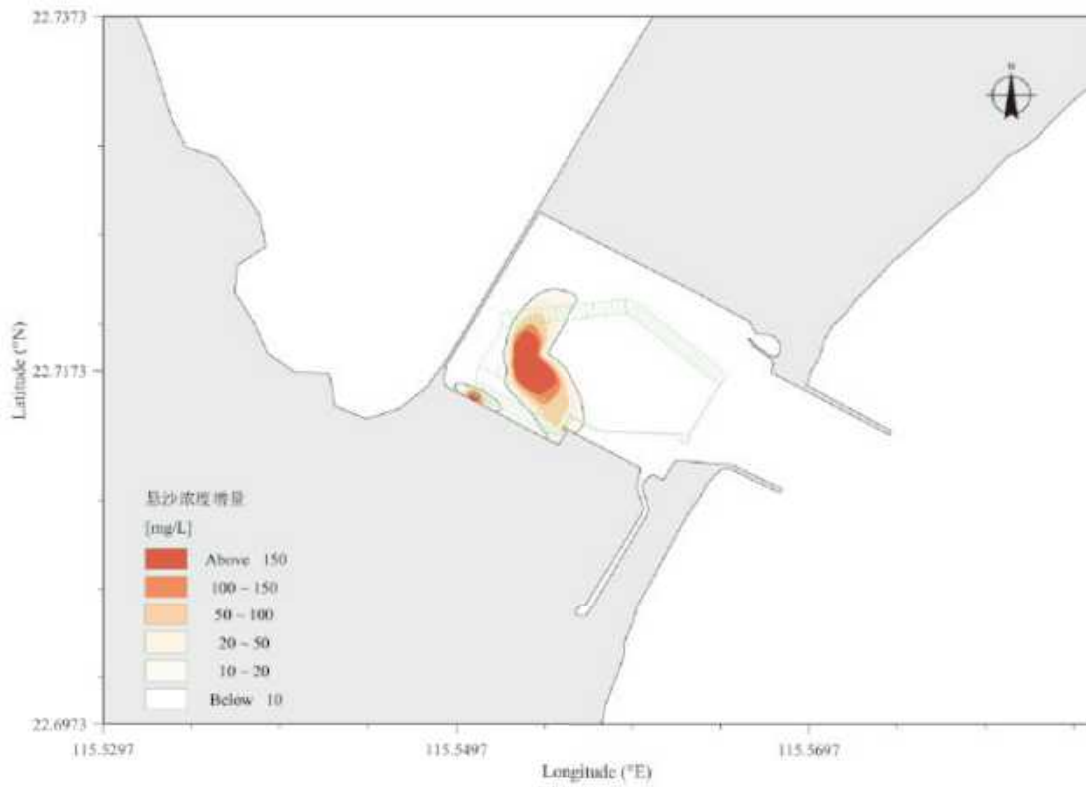 22.7373
N
22.7173
Latitude (°N)
悬沙浓度增量
[mg/L]
Above 150
100 ~ 150
50 ~ 100
20 ~ 50
10 ~ 20
Below 10
22.6973
115.5297
115.5497
115.5697
Longitude (°E)